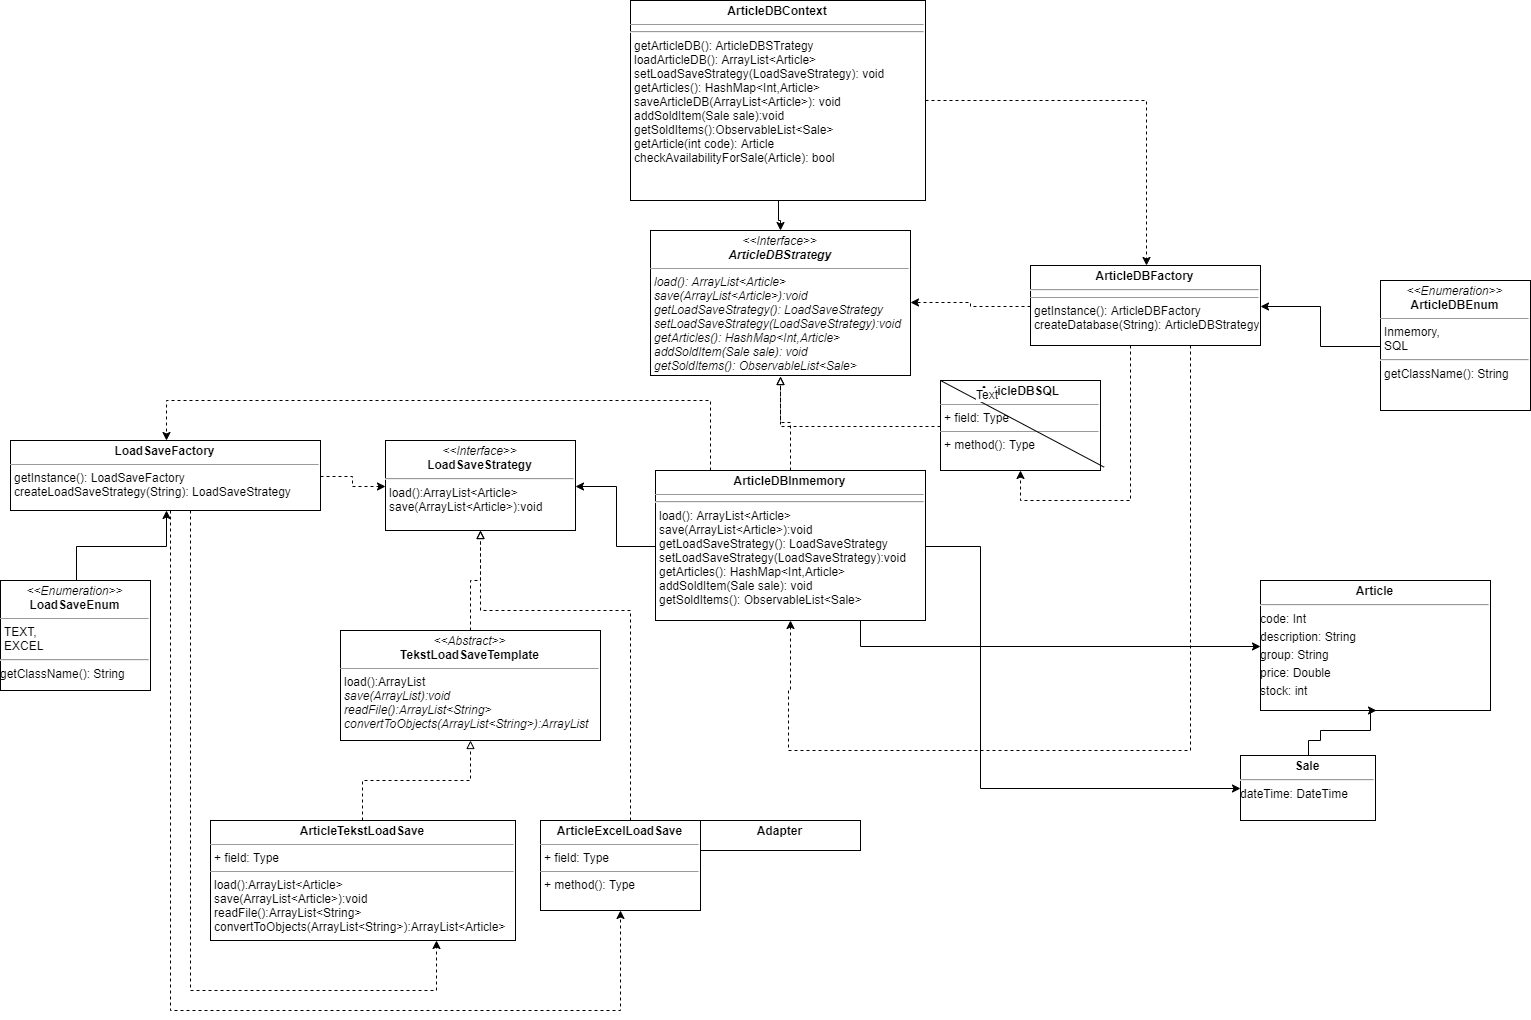 ArticleDBContext
getArticleDB(): ArticleDBSTrategy
loadArticleDB(): ArrayList<Article>
setLoadSaveStrategy(LoadSaveStrategy): void
getArticles(): HashMap<Int,Article>
saveArticleDB(ArrayList<Article>): void
addSoldItem(Sale sale):void
getSoldItems():ObservableList<Sale>
getArticle(int code): Article
checkAvailabilityForSale(Article): bool
<<Interface>>
ArticleDBStrategy
load(): ArrayList<Article>
save(ArrayList<Article>):void
getLoadSaveStrategy(): LoadSaveStrategy
setLoadSaveStrategy(LoadSaveStrategy):void
getArticles(): HashMap<Int,Article>
addSoldItem(Sale sale): void
getSoldItems(): ObservableList<Sale>
ArticleDBFactory
getInstance(): ArticleDBFactory
createDatabase(String): ArticleDBStrategy
<<Enumeration>>
ArticleDBEnum
Inmemory,
SQL
getClassName(): String
Text
+ field: Type
+ method(): Type
LoadSaveFactory
getInstance(): LoadSaveFactory
createLoadSaveStrategy(String): LoadSaveStrategy
<<Interface>>
LoadSaveStrategy
load():ArrayList<Article>
save(ArrayList<Article>):void
ArticleDBInmemory
load(): ArrayList<Article>
save(ArrayList<Article>):void
getLoadSaveStrategy(): LoadSaveStrategy
setLoadSaveStrategy(LoadSaveStrategy):void
getArticles(): HashMap<Int,Article>
addSoldItem(Sale sale): void
getSoldItems(): ObservableList<Sale>
<<Enumeration>>
LoadSaveEnum
TEXT,
EXCEL
getClassName(): String
<<Abstract>>
TekstLoadSaveTemplate
load():ArrayList
save(ArrayList):void
readFile():ArrayList<String>
convertToObjects(ArrayList<String>):ArrayList
Article
code: Int
description: String
group: String
price: Double
stock: int
Sale
dateTime: DateTime
ArticleTekstLoadSave
+ field: Type
load():ArrayList<Article>
save(ArrayList<Article>):void
readFile():ArrayList<String>
convertToObjects(ArrayList<String>):ArrayList<Article>
ArticleExcelLoadSave
+ field: Type
+ method(): Type
Adapter